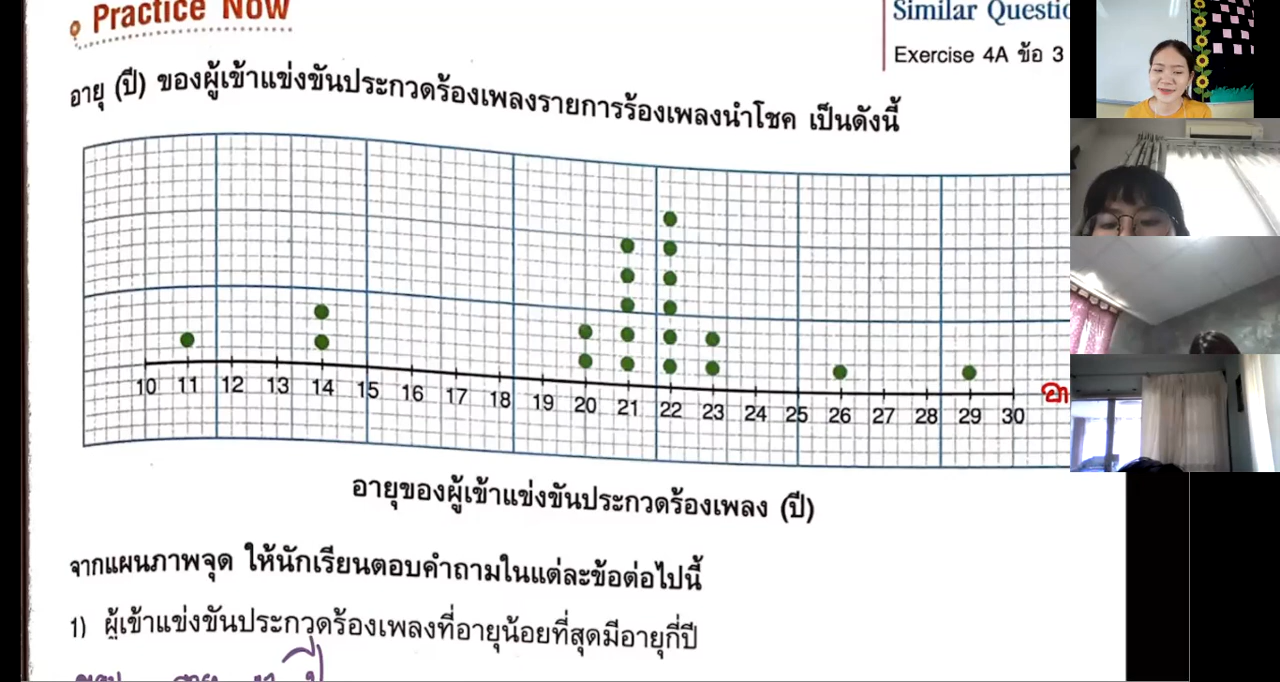 Practice Now
Similar
Exercise 4A ข้อ 3
อายุ (ปี) ของผู้เข้าแข่งขันประกวดร้องเพลงรายการร้องเพลงนำโชค เป็นดังนี้
10 11 12 13 14 15 16 17 18 19 20 21 22 23 24 25 26 27 28 29 30
อายุของผู้เข้าแข่งขันประกวดร้องเพลง (ปี)
จากแผนภาพจุด ให้นักเรียนตอบคำถามในแต่ละข้อต่อไปนี้
1) ผู้เข้าแข่งขันประกวดร้องเพลงที่อายุน้อยที่สุดมีอายุกี่ปี